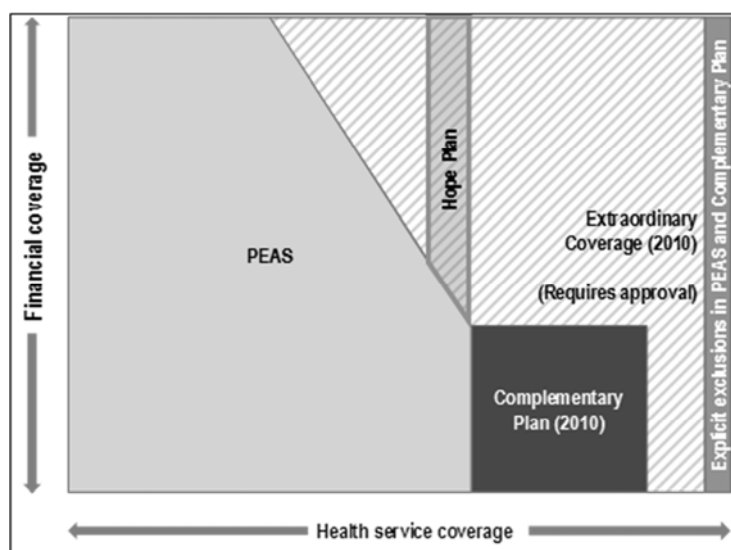 Financial coverage
PEAS
Hope Plan
Extraordinary
Coverage (2010)
(Requires approval)
Complementary
Plan (2010)
Explicit exclusions in PEAS and Complementary Plan
Health service coverage